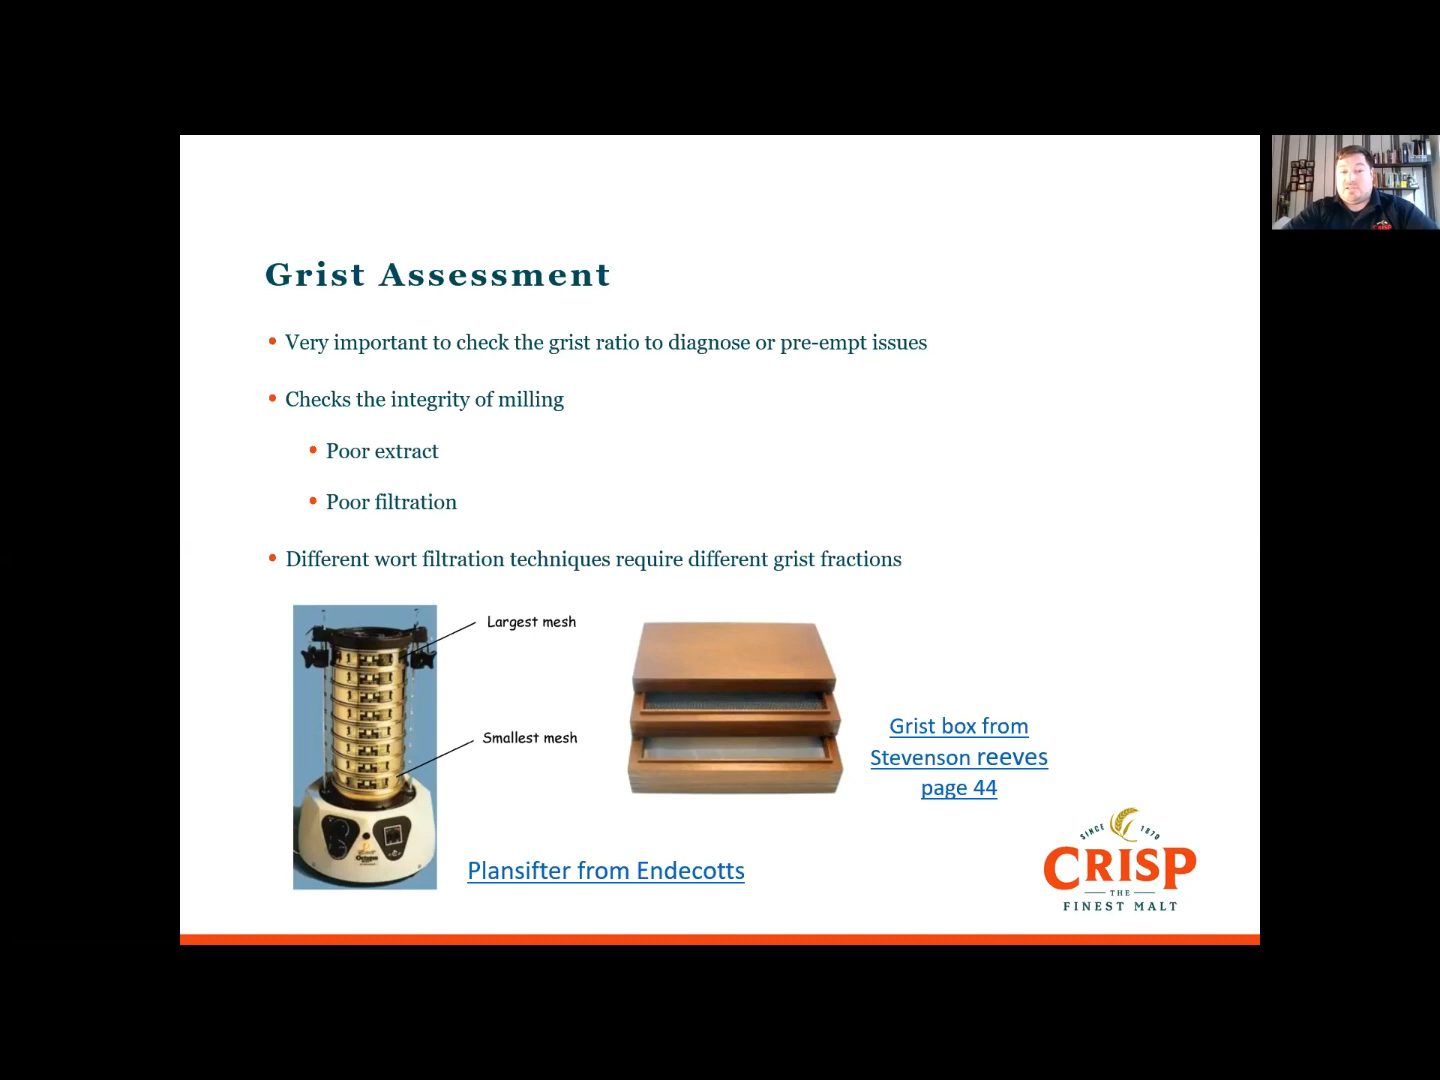 Grist Assessment
• Very important to check the grist ratio to diagnose or pre-empt issues
• Checks the integrity of milling
• Poor extract
• Poor filtration
• Different wort filtration techniques require different grist fractions
Largest mesh
Smallest mesh
Grist box from
Stevenson reeves
page 44
Plansifter from Endecotts
SINCE 1870
CRISP
THE
FINEST MALT
CRISP